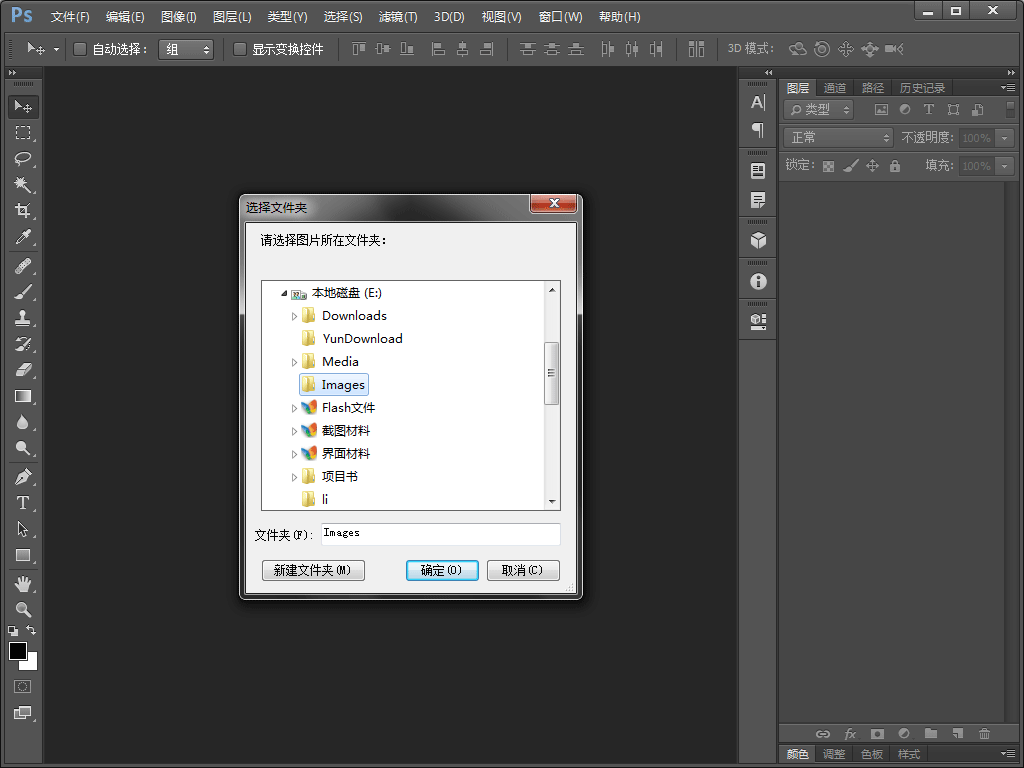 Ps 文件(F) 编辑(E) 图像(I) 图层(L) 类型(Y) 选择(S) 滤镜(T) 3D(D) 视图(V) 窗口(W) 帮助(H)
自动选择： 组 显示变换控件 3D 模式：
图层 通道 路径 历史记录
类型
正常 不透明度: 100%
锁定: 填充: 100%
选择文件夹
请选择图片所在文件夹：
本地磁盘 (E:)
Downloads
YunDownload
Media
Images
Flash文件
截图材料
界面材料
项目书
li
文件夹(F): Images
新建文件夹(M) 确定(O) 取消(C)
fx
颜色 调整 色板 样式